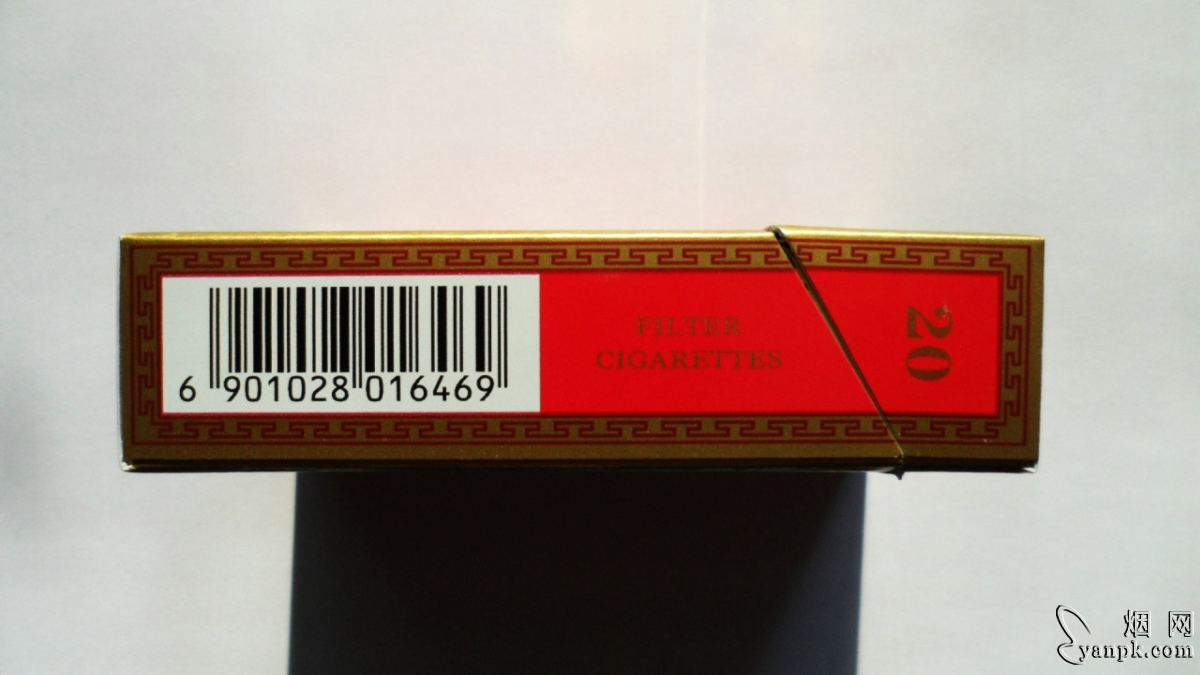 6 901028 016469
FILTER
CIGARETTES
20
烟网
yanpk.com